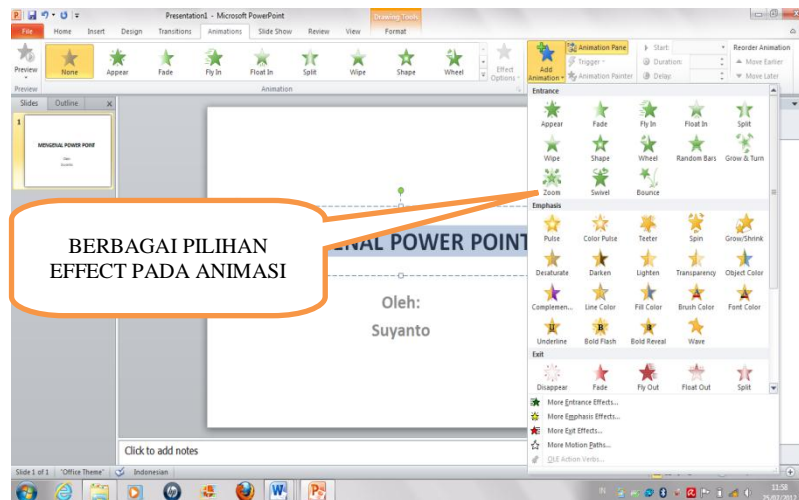 Presentation1 - Microsoft PowerPoint
Drawing Tools
File Home Insert Design Transitions Animations Slide Show Review View Format
Preview
None Appear Fade Fly In Float In Split Wipe Shape Wheel
Effect Options
Add Animation
Animation Pane
Trigger
Animation Painter
Start:
Duration:
Delay:
Reorder Animation
Move Earlier
Move Later
Preview
Animation
Slides Outline
1
MENGENAL POWER POINT
Oleh:
Suyanto
BERBAGAI PILIHAN
EFFECT PADA ANIMASI
ENAL POWER POINT
Oleh:
Suyanto
Entrance
Appear Fade Fly In Float In Split
Wipe Shape Wheel Random Bars Grow & Turn
Zoom Swivel Bounce
Emphasis
Pulse Color Pulse Teeter Spin Grow/Shrink
Desaturate Darken Lighten Transparency Object Color
Complemen... Line Color Fill Color Brush Color Font Color
Underline Bold Flash Bold Reveal Wave
Exit
Disappear Fade Fly Out Float Out Split
More Entrance Effects...
More Emphasis Effects...
More Exit Effects...
More Motion Paths...
OLE Action Verbs...
Click to add notes
Slide 1 of 1 "Office Theme" Indonesian
IN
11:58